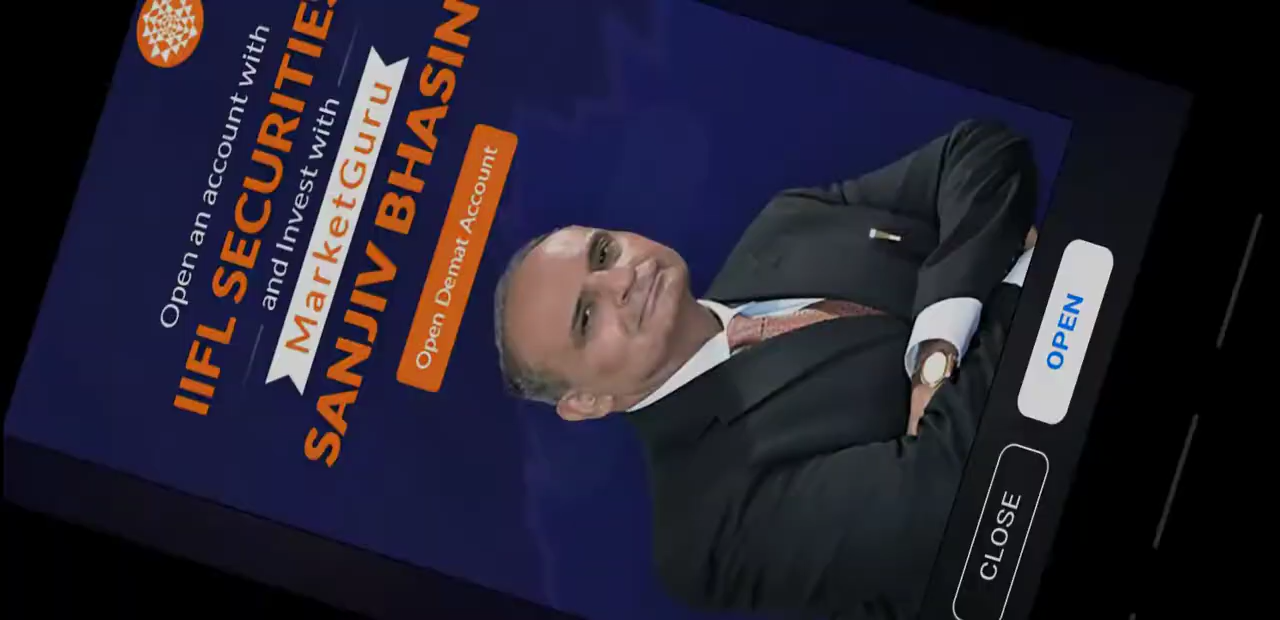 Open an account with
IIFL SECURITIES
and Invest with
MarketGuru
SANJIV BHASIN
Open Demat Account
OPEN
CLOSE